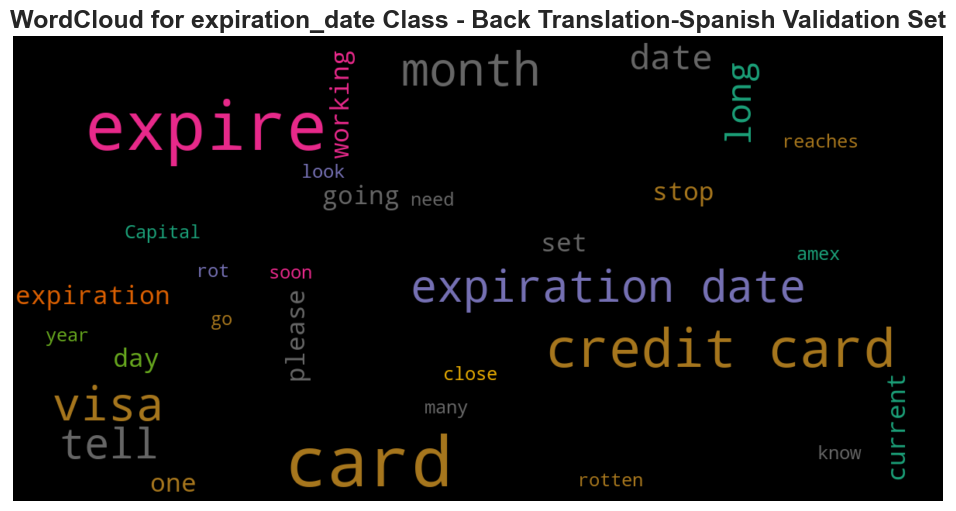 WordCloud for expiration_date Class - Back Translation-Spanish Validation Set
month
date
working
long
expire
reaches
look
going
need
stop
Capital
set
amex
rot
soon
expiration date
expiration
please
go
year
day
credit card
close
visa
current
many
tell
card
know
one
rotten